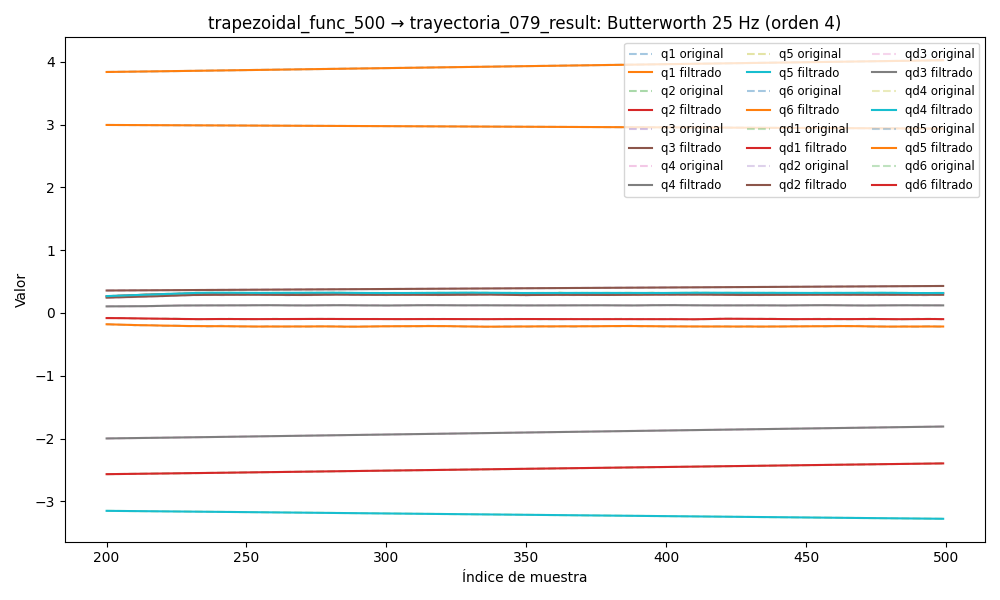 trapezoidal_func_500 → trayectoria_079_result: Butterworth 25 Hz (orden 4)
q1 original
q1 filtrado
q2 original
q2 filtrado
q3 original
q3 filtrado
q4 original
q4 filtrado
q5 original
q5 filtrado
q6 original
q6 filtrado
qd1 original
qd1 filtrado
qd2 original
qd2 filtrado
qd3 original
qd3 filtrado
qd4 original
qd4 filtrado
qd5 original
qd5 filtrado
qd6 original
qd6 filtrado
Valor
4
3
2
1
0
−1
−2
−3
200
250
300
350
400
450
500
Índice de muestra